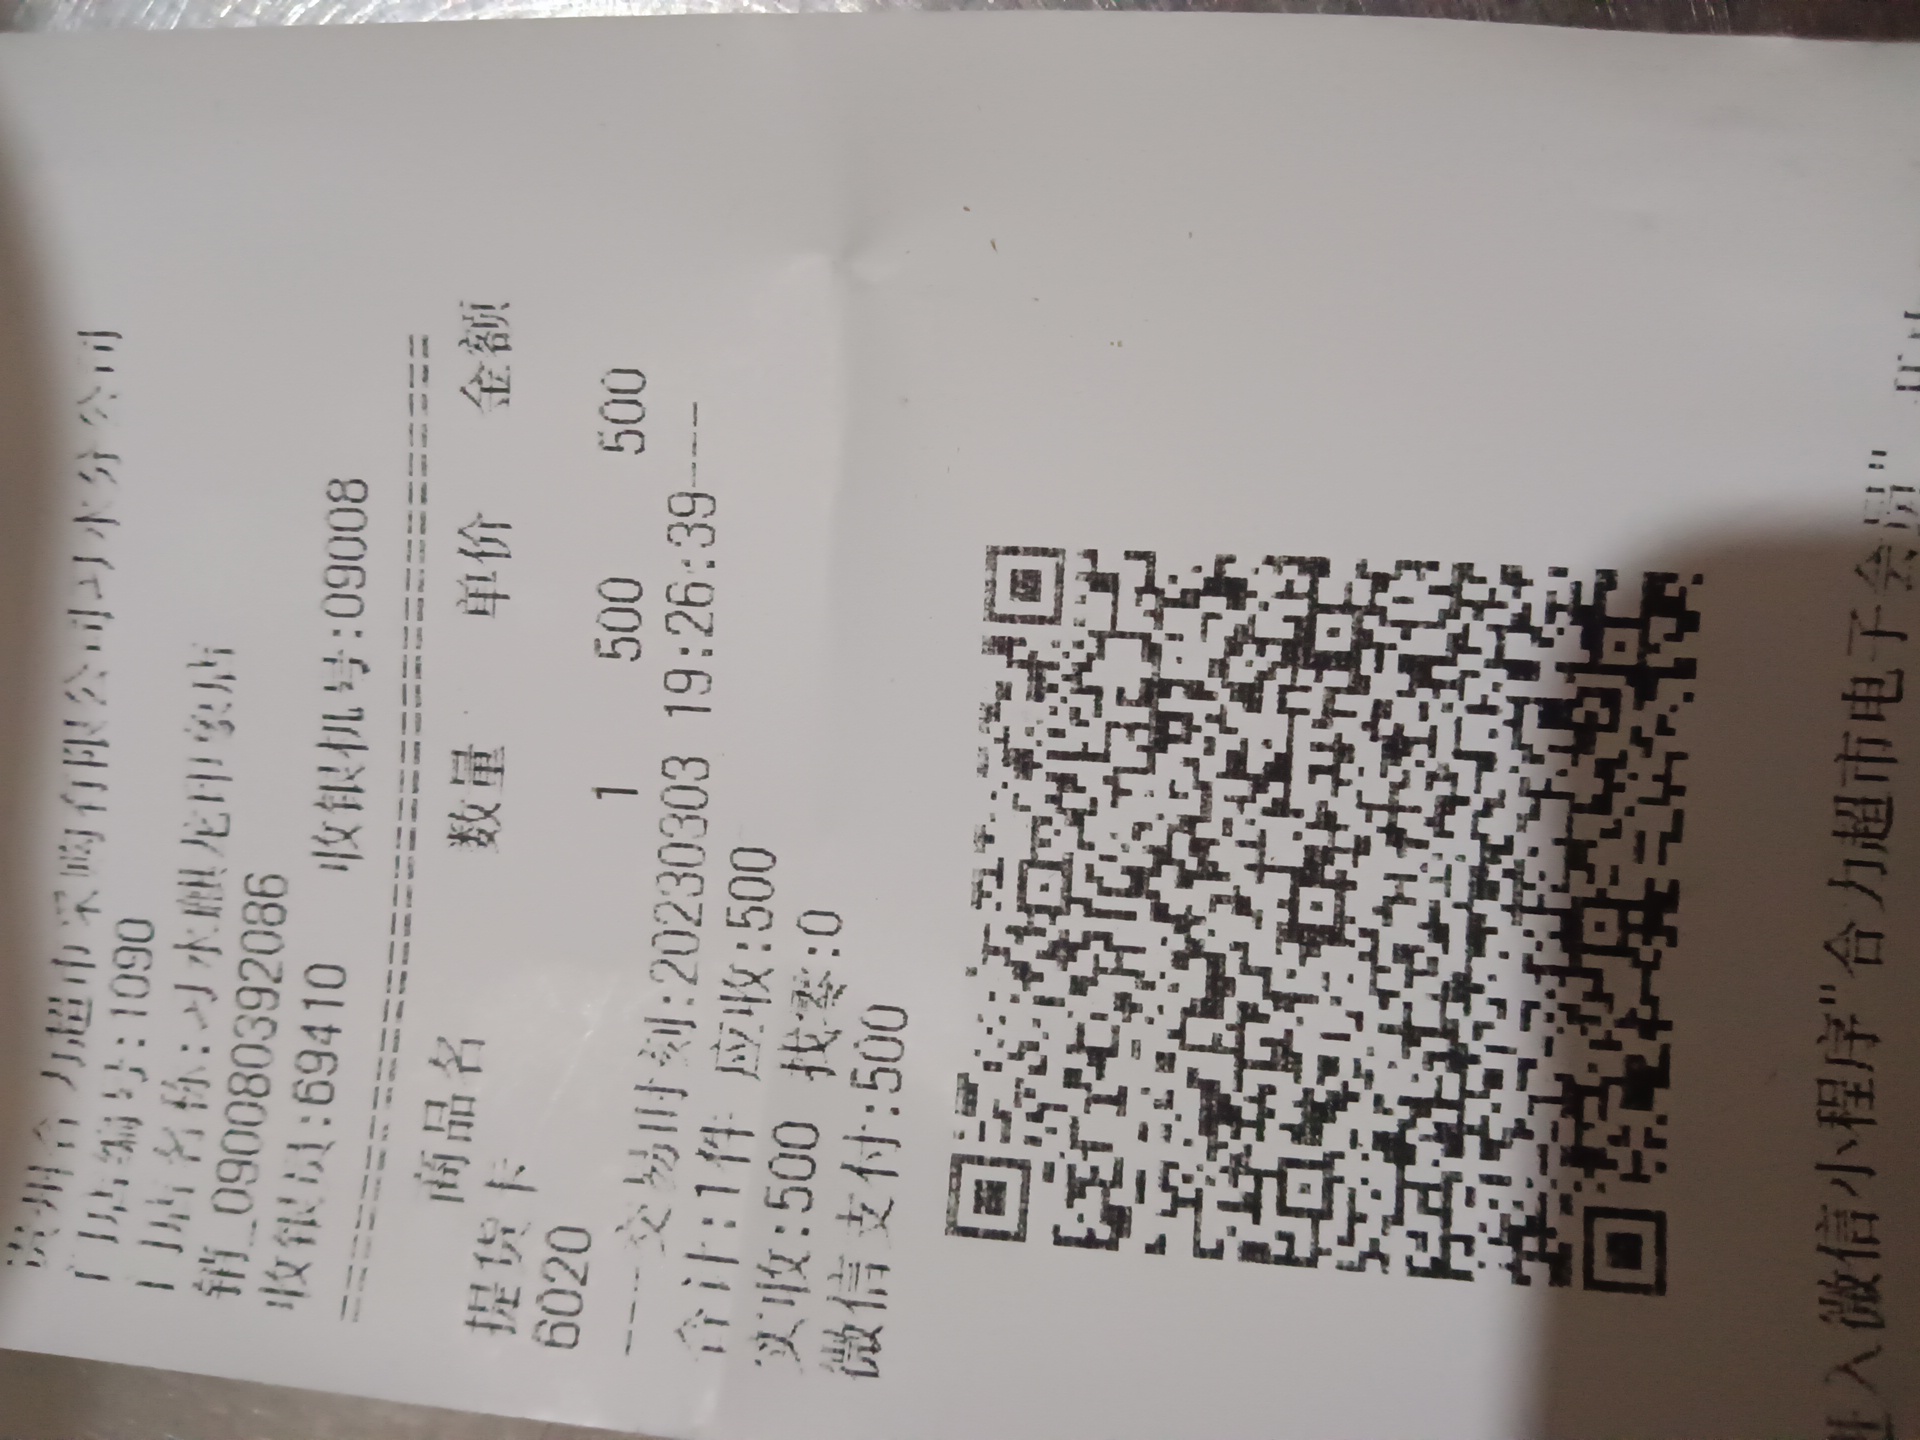 贵州合力超市采购有限公司习水分公司
门店编号:1090
门店名称:习水麒龙印象店
销_0900803920​86
收银员:69410 收银机号:09008
==========================================
商品名 数量 单价 金额
提货卡
6020 1 500 500
----交易时刻:20230303 19:26:39----
合计:1件 应收:500
实收:500 找零:0
微信支付:500
进入微信小程序"合力超市电子会员"